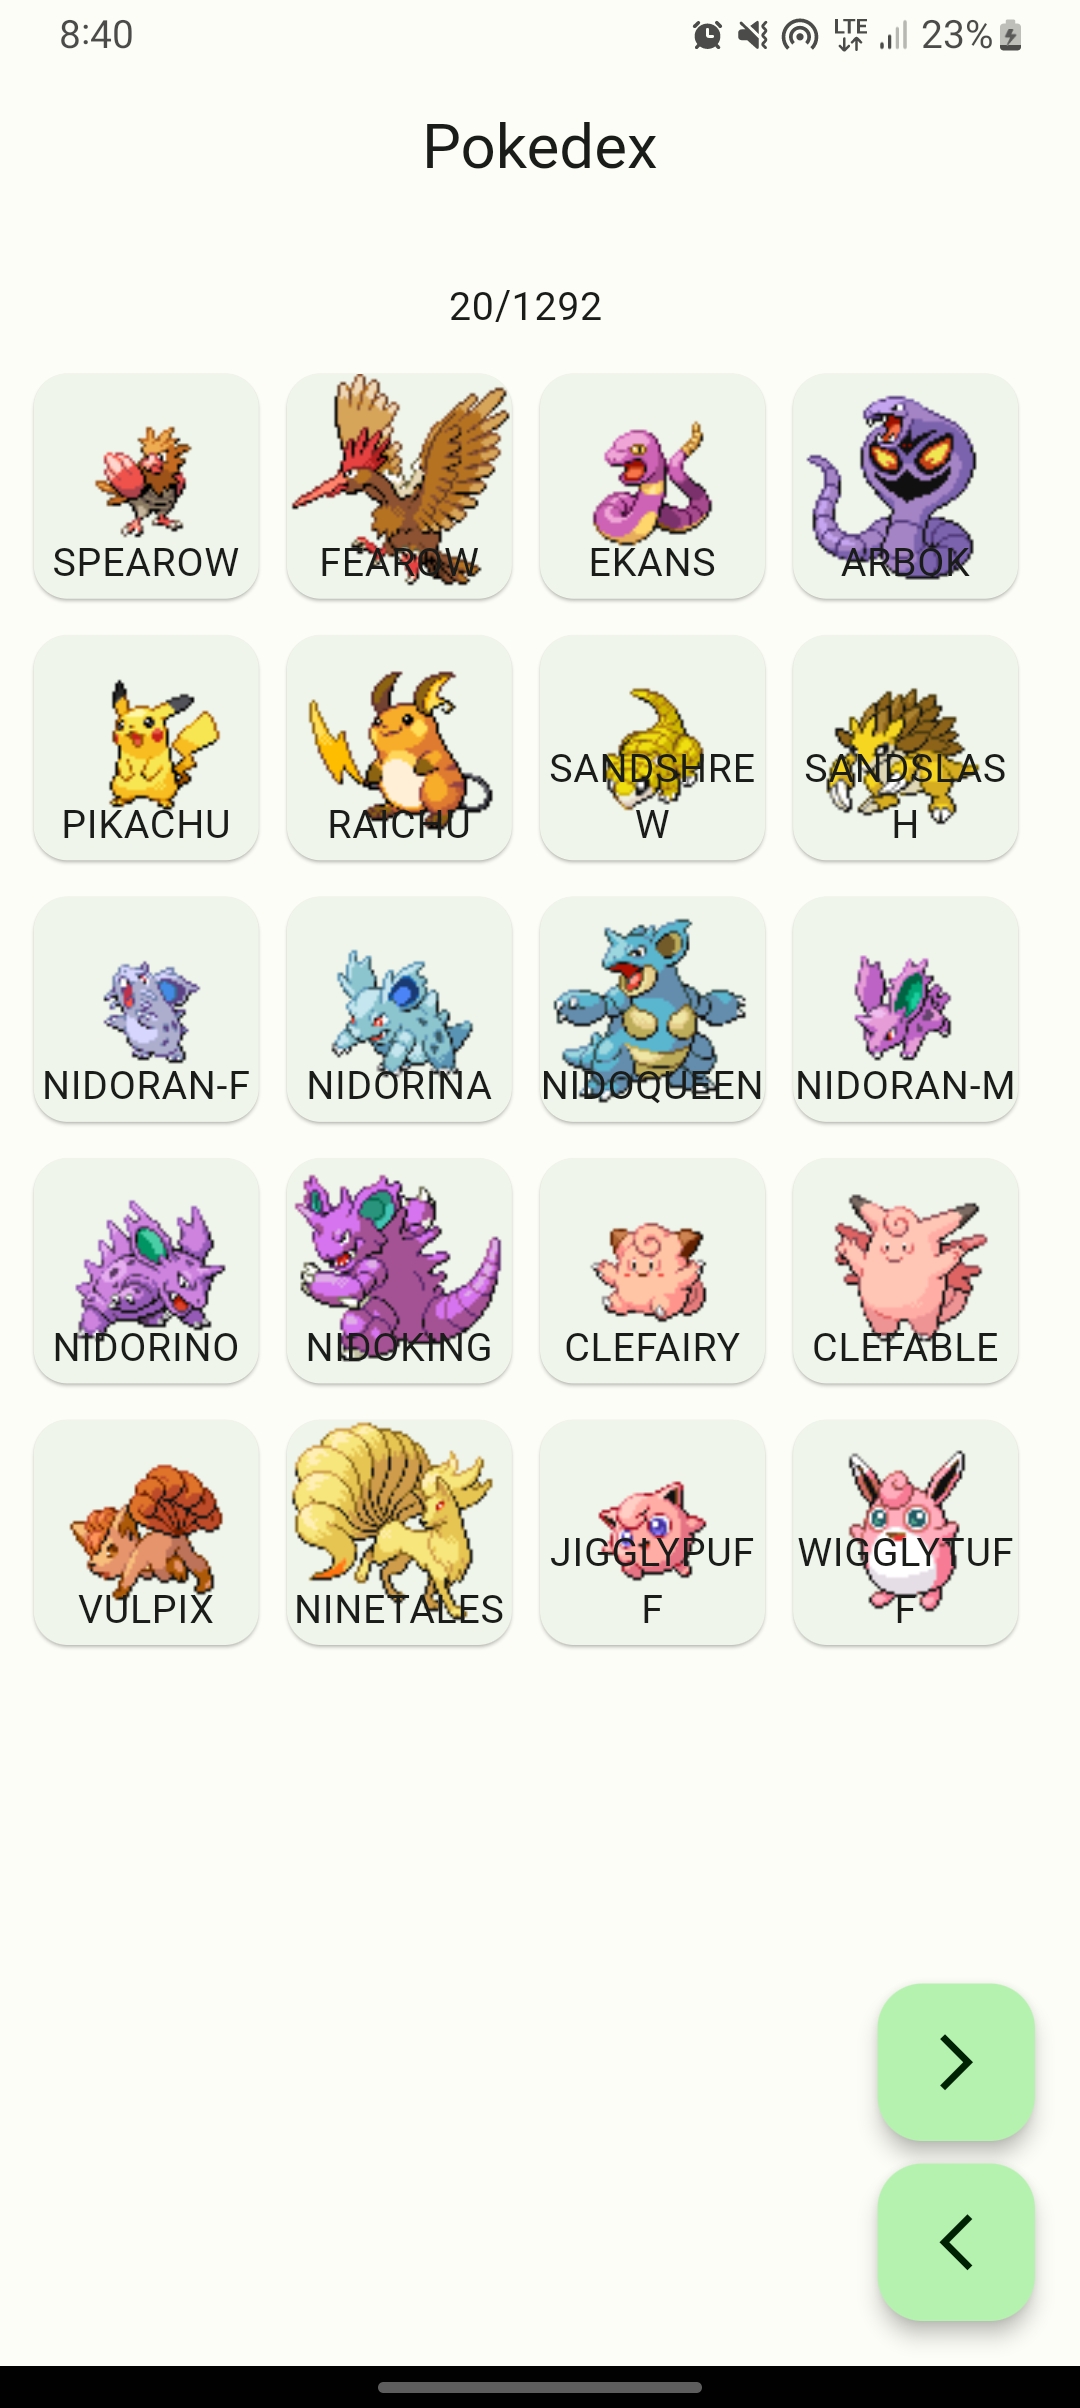 8:40 LTE 23%
Pokedex
20/1292
SPEAROW FEAROW EKANS ARBOK
PIKACHU RAICHU SANDSHRE SANDSLAS
W H
NIDORAN-F NIDORINA NIDOQUEEN NIDORAN-M
NIDORINO NIDOKING CLEFAIRY CLEFABLE
VULPIX NINETALES JIGGLYPUF WIGGLYTUF
F F